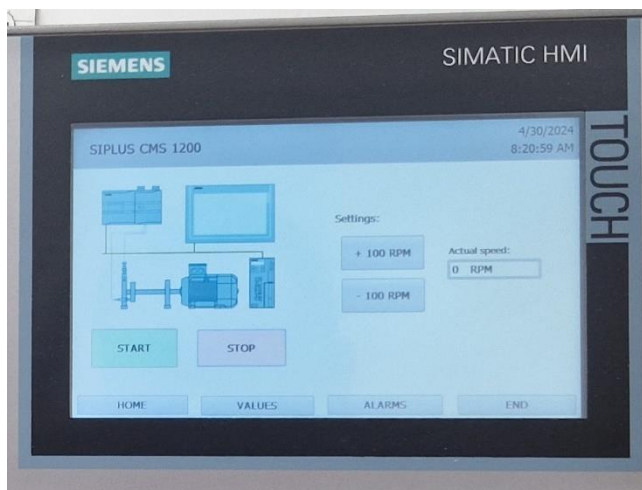 SIEMENS
SIMATIC HMI
TOUCH
SIPLUS CMS 1200
4/30/2024
8:20:59 AM
Settings:
+ 100 RPM
Actual speed:
0 RPM
- 100 RPM
START
STOP
HOME
VALUES
ALARMS
END